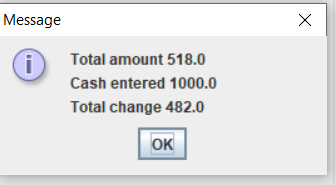 Message
Total amount 518.0
Cash entered 1000.0
Total change 482.0
OK